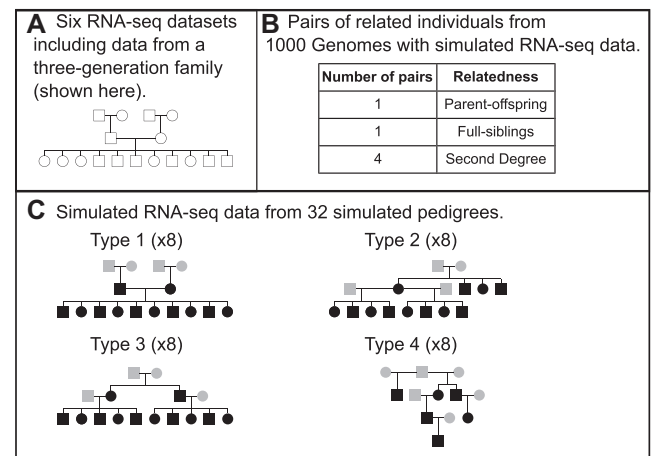 A Six RNA-seq datasets
including data from a
three-generation family
(shown here).
B Pairs of related individuals from
1000 Genomes with simulated RNA-seq data.
Number of pairs Relatedness
1 Parent-offspring
1 Full-siblings
4 Second Degree
C Simulated RNA-seq data from 32 simulated pedigrees.
Type 1 (x8) Type 2 (x8)
Type 3 (x8) Type 4 (x8)